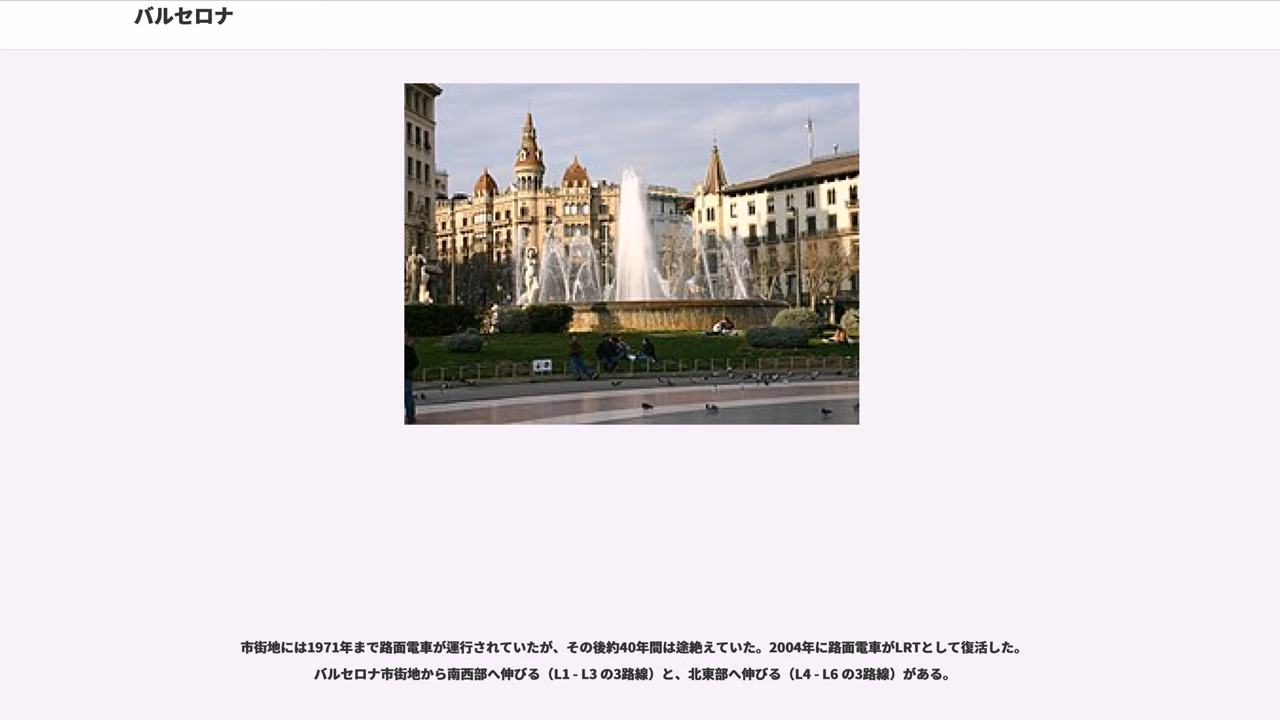 バルセロナ
市街地には1971年まで路面電車が運行されていたが、その後約40年間は途絶えていた。2004年に路面電車がLRTとして復活した。
バルセロナ市街地から南西部へ伸びる（L1 - L3 の3路線）と、北東部へ伸びる（L4 - L6 の3路線）がある。